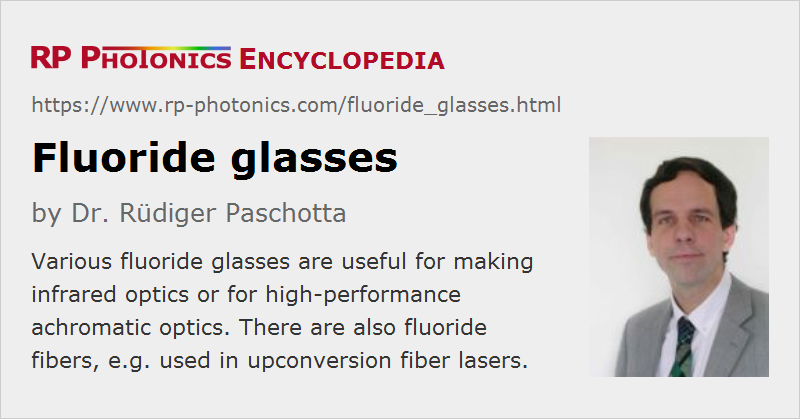 RP PHOTONICS ENCYCLOPEDIA
https://www.rp-photonics.com/fluoride_glasses.html
Fluoride glasses
by Dr. Rüdiger Paschotta
Various fluoride glasses are useful for making
infrared optics or for high-performance
achromatic optics. There are also fluoride
fibers, e.g. used in upconversion fiber lasers.